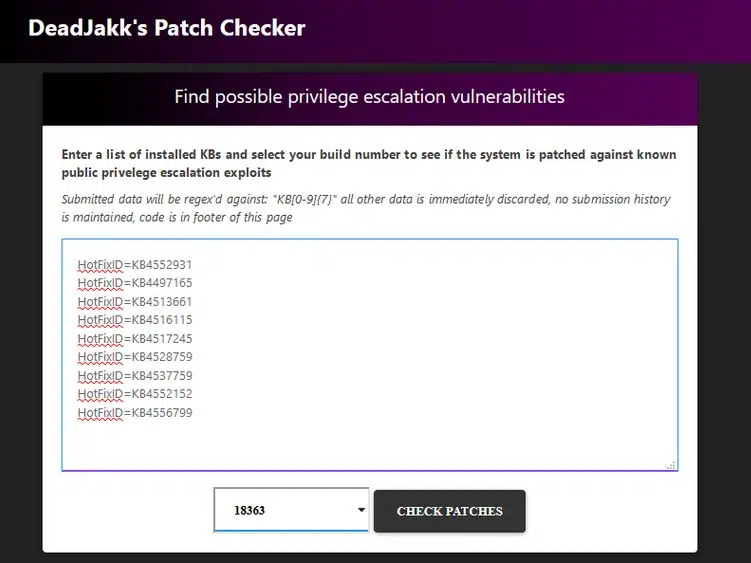 DeadJakk's Patch Checker
Find possible privilege escalation vulnerabilities
Enter a list of installed KBs and select your build number to see if the system is patched against known
public privelege escalation exploits
Submitted data will be regex'd against: "KB[0-9]{7}" all other data is immediately discarded, no submission history
is maintained, code is in footer of this page
HotFixID=KB4552931
HotFixID=KB4497165
HotFixID=KB4513661
HotFixID=KB4516115
HotFixID=KB4517245
HotFixID=KB4528759
HotFixID=KB4537759
HotFixID=KB4552152
HotFixID=KB4556799
18363 CHECK PATCHES